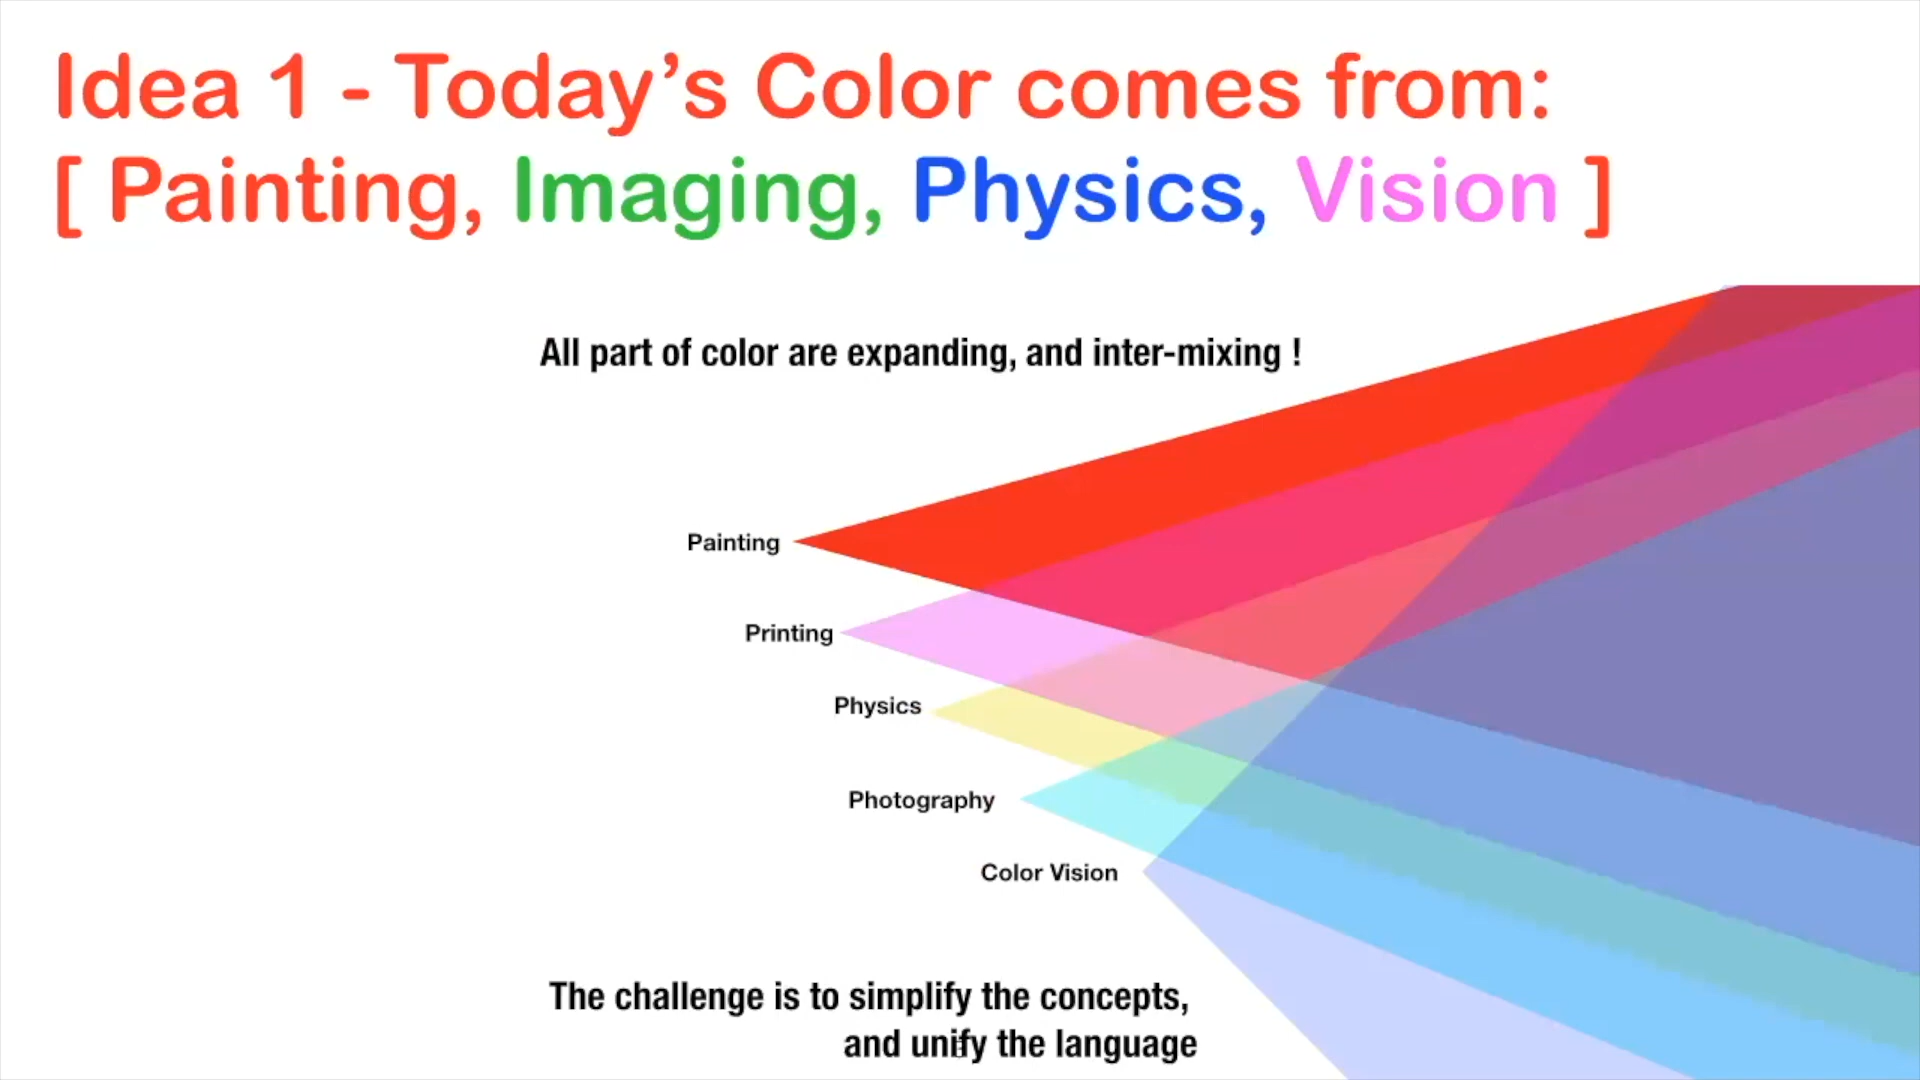 Idea 1 - Today’s Color comes from:
[ Painting, Imaging, Physics, Vision ]
All part of color are expanding, and inter-mixing !
Painting
Printing
Physics
Photography
Color Vision
The challenge is to simplify the concepts,
and unify the language